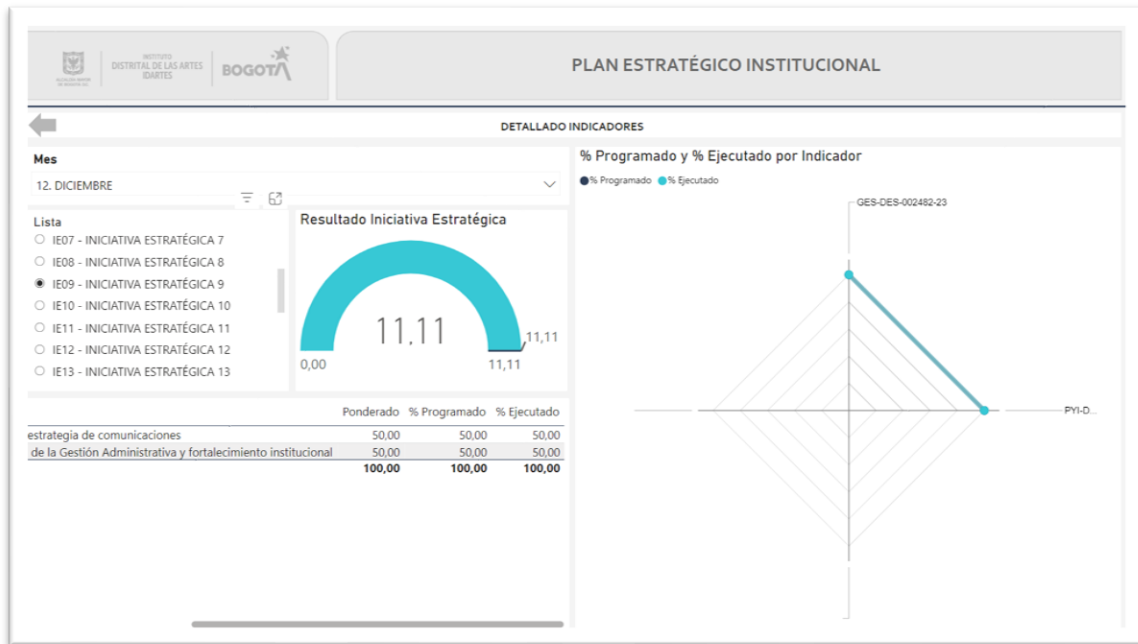 INSTITUTO
DISTRITAL DE LAS ARTES
IDARTES
BOGOTÁ
PLAN ESTRATÉGICO INSTITUCIONAL
DETALLADO INDICADORES
Mes
12. DICIEMBRE
Lista
IE07 - INICIATIVA ESTRATÉGICA 7
IE08 - INICIATIVA ESTRATÉGICA 8
IE09 - INICIATIVA ESTRATÉGICA 9
IE10 - INICIATIVA ESTRATÉGICA 10
IE11 - INICIATIVA ESTRATÉGICA 11
IE12 - INICIATIVA ESTRATÉGICA 12
IE13 - INICIATIVA ESTRATÉGICA 13
Resultado Iniciativa Estratégica
11,11
11,11
0,00
11,11
Ponderado % Programado % Ejecutado
estrategia de comunicaciones 50,00 50,00 50,00
de la Gestión Administrativa y fortalecimiento institucional 50,00 50,00 50,00
100,00 100,00 100,00
% Programado y % Ejecutado por Indicador
% Programado % Ejecutado
GES-DES-002482-23
PYI-D...